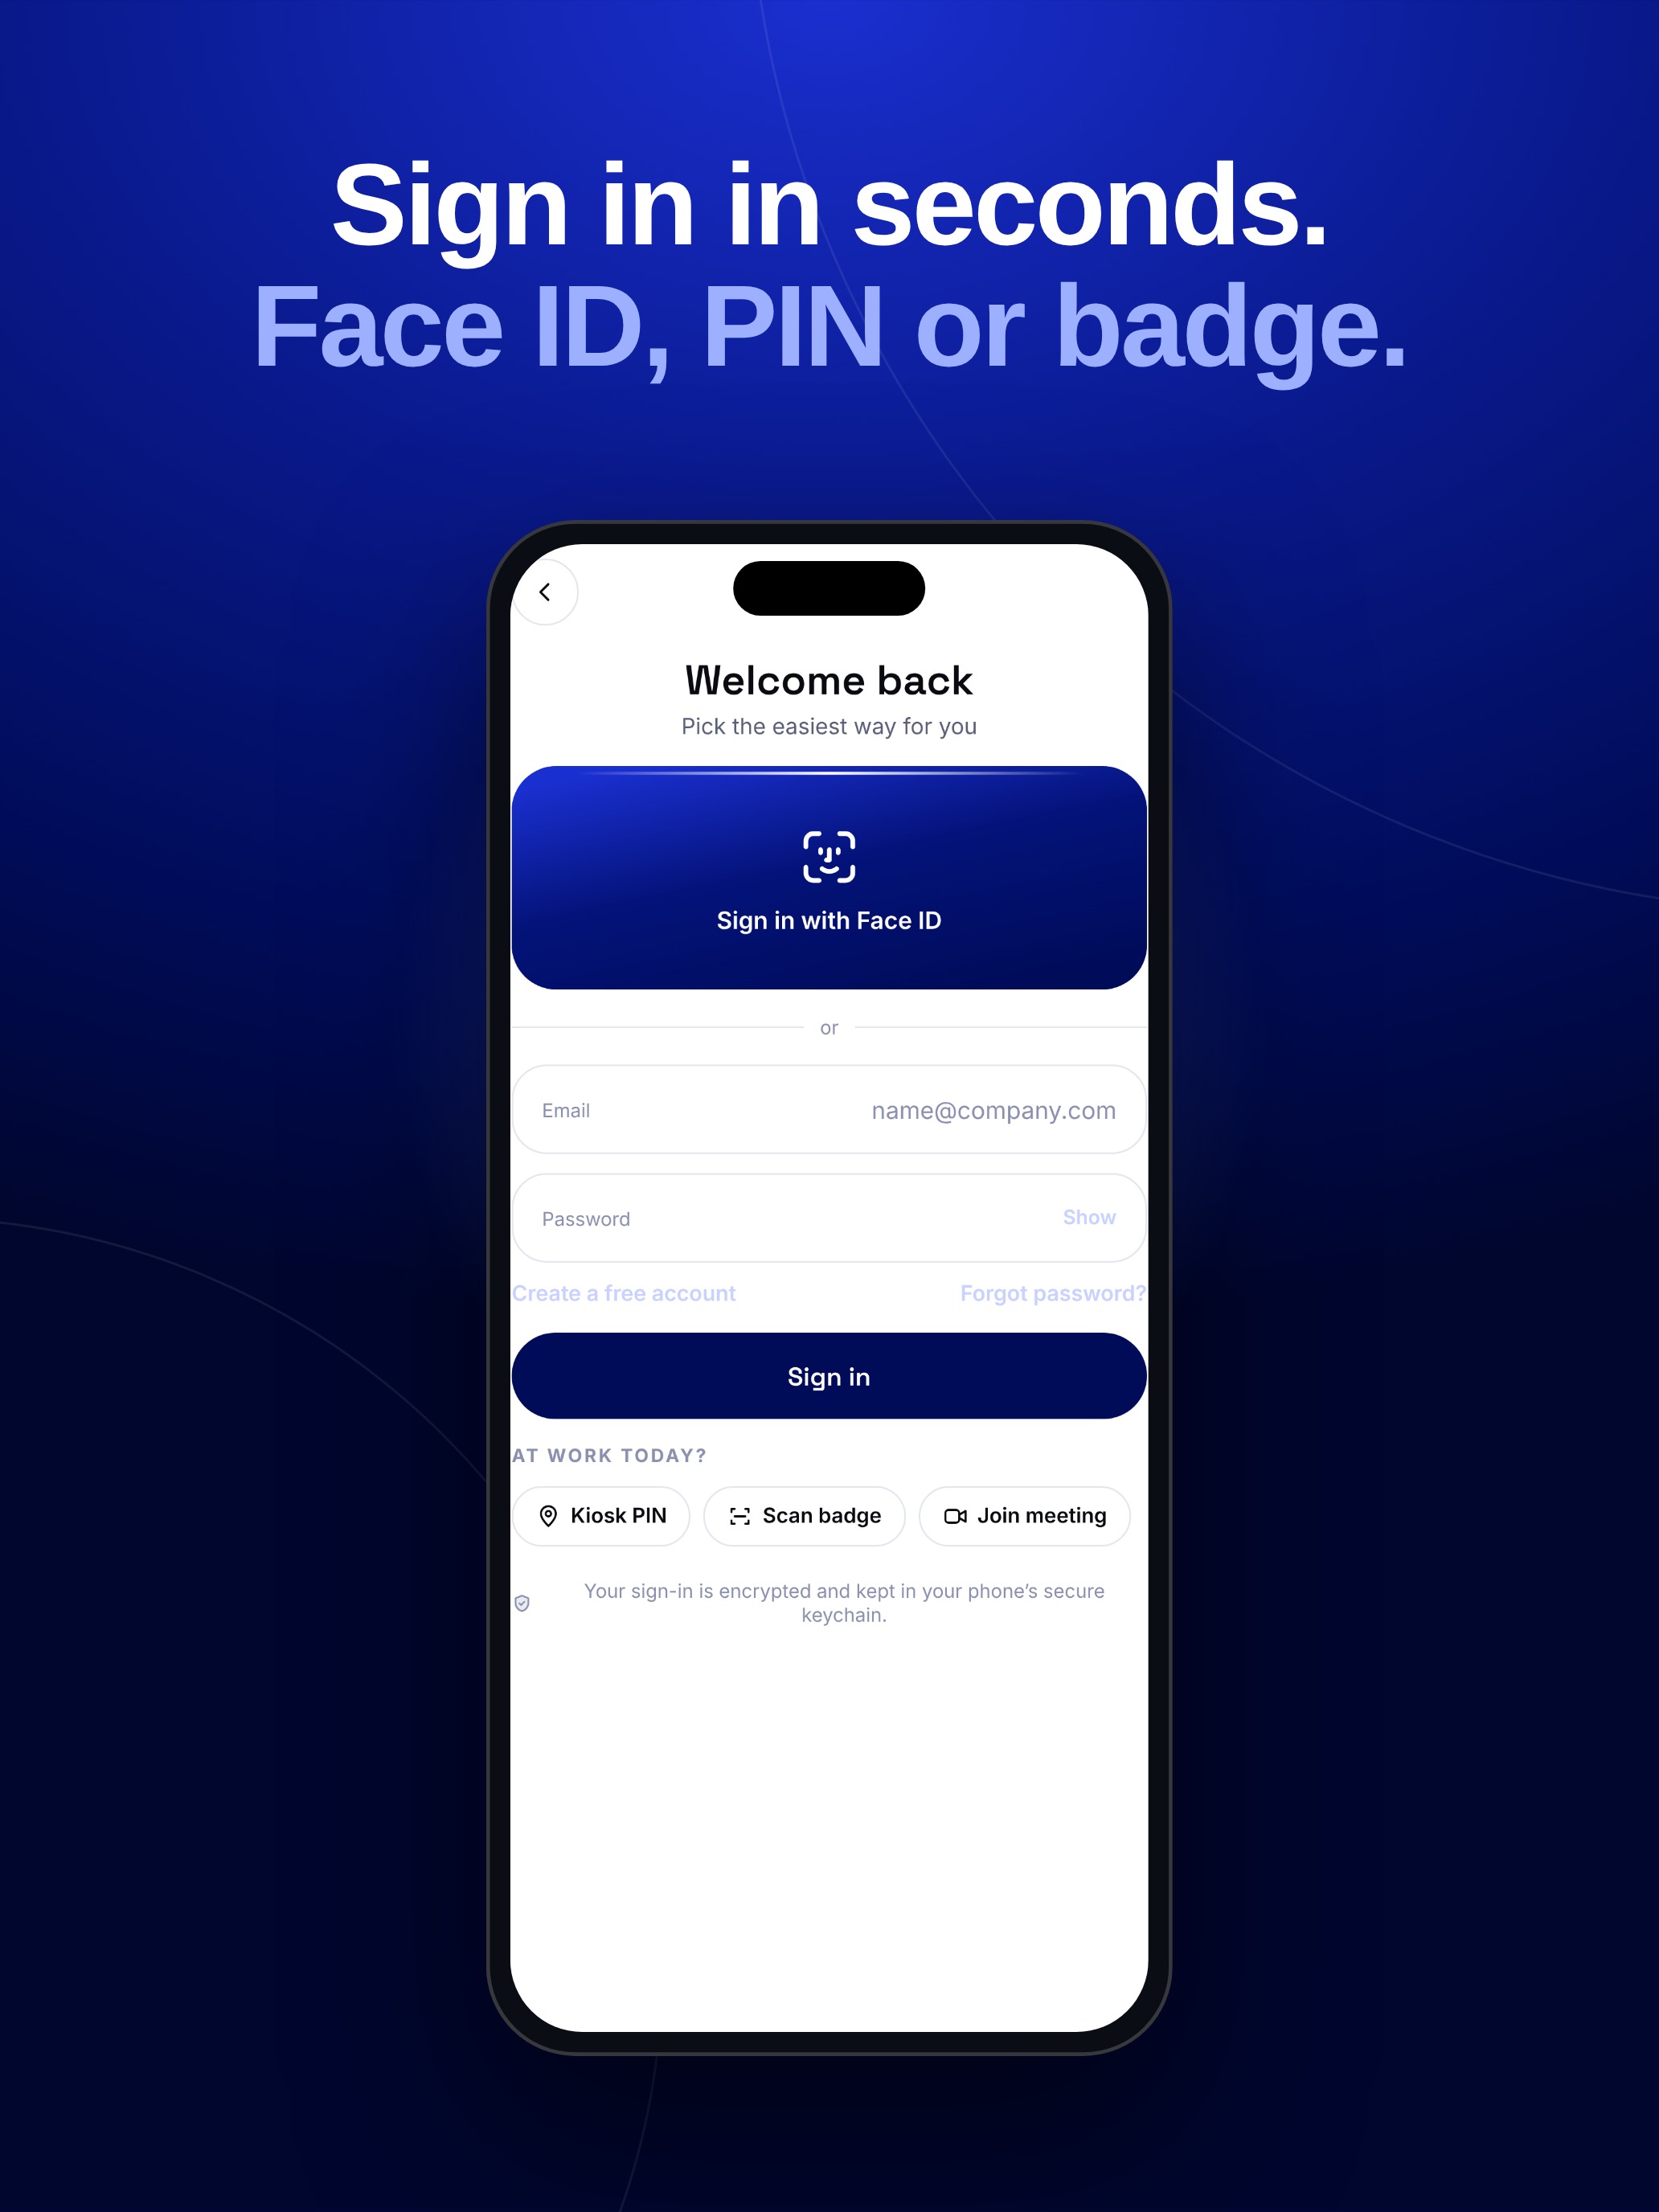 Sign in in seconds.
Face ID, PIN or badge.
Welcome back
Pick the easiest way for you
Sign in with Face ID
or
Email name@company.com
Password Show
Create a free account Forgot password?
Sign in
AT WORK TODAY?
Kiosk PIN Scan badge Join meeting
Your sign-in is encrypted and kept in your phone’s secure
keychain.